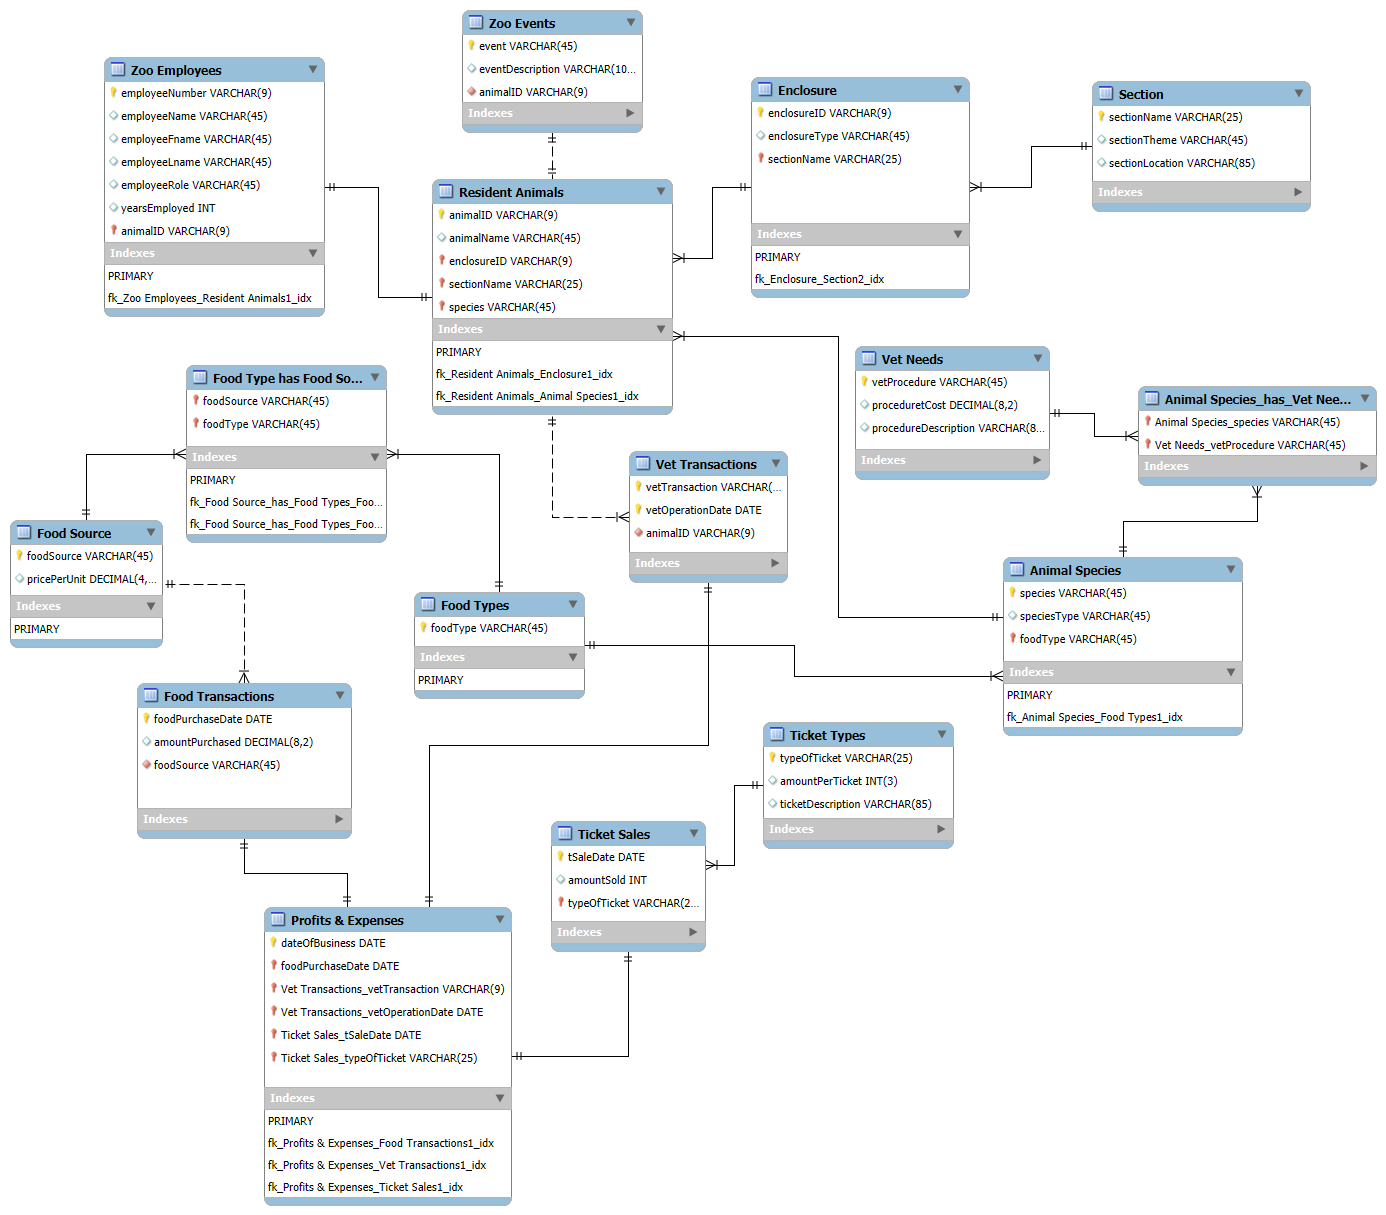 Zoo Events
event VARCHAR(45)
eventDescription VARCHAR(10...
animalID VARCHAR(9)
Indexes
Zoo Employees
employeeNumber VARCHAR(9)
employeeName VARCHAR(45)
employeeFname VARCHAR(45)
employeeLname VARCHAR(45)
employeeRole VARCHAR(45)
yearsEmployed INT
animalID VARCHAR(9)
Indexes
PRIMARY
fk_Zoo Employees_Resident Animals1_idx
Enclosure
enclosureID VARCHAR(9)
enclosureType VARCHAR(45)
sectionName VARCHAR(25)
Indexes
PRIMARY
fk_Enclosure_Section2_idx
Section
sectionName VARCHAR(25)
sectionTheme VARCHAR(45)
sectionLocation VARCHAR(85)
Indexes
Resident Animals
animalID VARCHAR(9)
animalName VARCHAR(45)
enclosureID VARCHAR(9)
sectionName VARCHAR(25)
species VARCHAR(45)
Indexes
PRIMARY
fk_Resident Animals_Enclosure1_idx
fk_Resident Animals_Animal Species1_idx
Vet Needs
vetProcedure VARCHAR(45)
proceduretCost DECIMAL(8,2)
procedureDescription VARCHAR(8...
Indexes
Animal Species_has_Vet Nee...
Animal Species_species VARCHAR(45)
Vet Needs_vetProcedure VARCHAR(45)
Indexes
Food Type has Food So...
foodSource VARCHAR(45)
foodType VARCHAR(45)
Indexes
PRIMARY
fk_Food Source_has_Food Types_Foo...
fk_Food Source_has_Food Types_Foo...
Vet Transactions
vetTransaction VARCHAR(...
vetOperationDate DATE
animalID VARCHAR(9)
Indexes
Food Source
foodSource VARCHAR(45)
pricePerUnit DECIMAL(4,...
Indexes
PRIMARY
Food Types
foodType VARCHAR(45)
Indexes
PRIMARY
Animal Species
species VARCHAR(45)
speciesType VARCHAR(45)
foodType VARCHAR(45)
Indexes
PRIMARY
fk_Animal Species_Food Types1_idx
Food Transactions
foodPurchaseDate DATE
amountPurchased DECIMAL(8,2)
foodSource VARCHAR(45)
Indexes
Ticket Types
typeOfTicket VARCHAR(25)
amountPerTicket INT(3)
ticketDescription VARCHAR(85)
Indexes
Ticket Sales
tSaleDate DATE
amountSold INT
typeOfTicket VARCHAR(2...
Indexes
Profits & Expenses
dateOfBusiness DATE
foodPurchaseDate DATE
Vet Transactions_vetTransaction VARCHAR(9)
Vet Transactions_vetOperationDate DATE
Ticket Sales_tSaleDate DATE
Ticket Sales_typeOfTicket VARCHAR(25)
Indexes
PRIMARY
fk_Profits & Expenses_Food Transactions1_idx
fk_Profits & Expenses_Vet Transactions1_idx
fk_Profits & Expenses_Ticket Sales1_idx